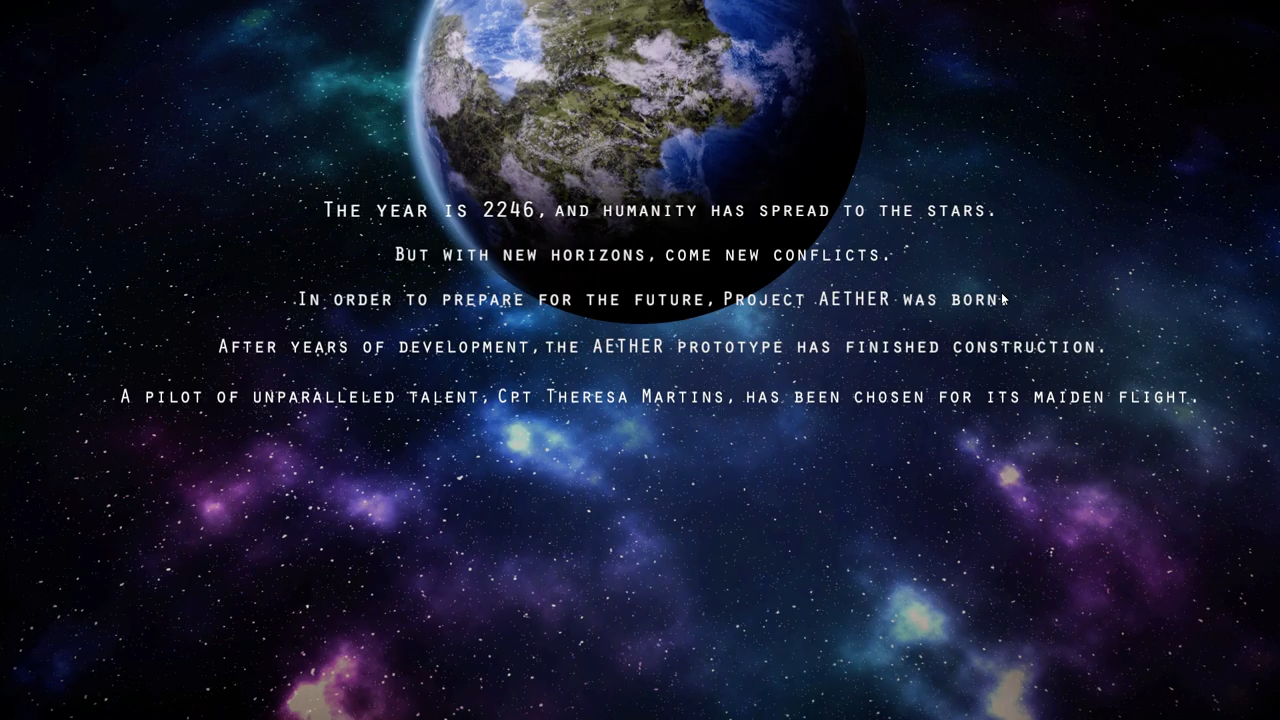 The year is 2246, and humanity has spread to the stars.
But with new horizons, come new conflicts.
In order to prepare for the future, Project AETHER was born.
After years of development, the AETHER prototype has finished construction.
A pilot of unparalleled talent, Cpt Theresa Martins, has been chosen for its maiden flight.